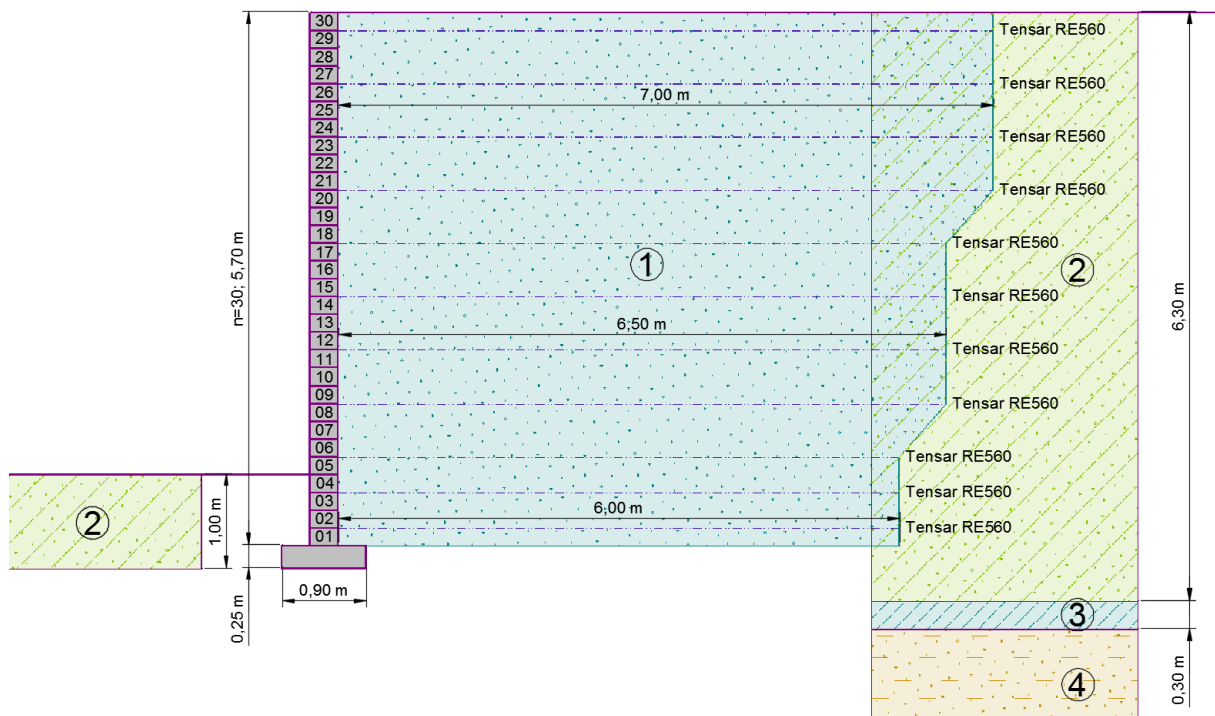 30
29
28
27
26
25
24
23
22
21
20
19
18
17
16
15
14
13
12
11
10
09
08
07
06
05
04
03
02
01
n=30; 5,70 m
0,25 m
1,00 m
0,90 m
2
1
7,00 m
6,50 m
6,00 m
Tensar RE560
Tensar RE560
Tensar RE560
Tensar RE560
Tensar RE560
Tensar RE560
Tensar RE560
Tensar RE560
Tensar RE560
Tensar RE560
Tensar RE560
2
3
4
6,30 m
0,30 m